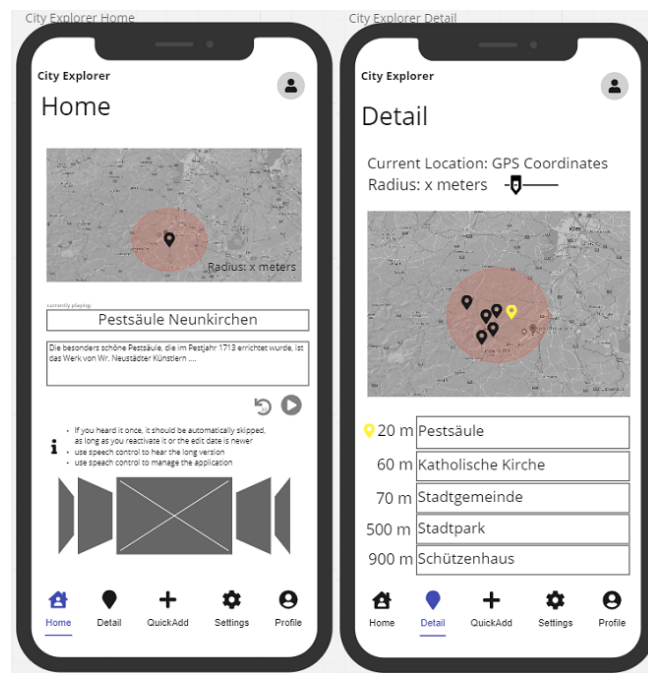 City Explorer Home
City Explorer
Home
Radius: x meters
currently playing:
Pestsäule Neunkirchen
Die besonders schöne Pestsäule, die im Pestjahr 1713 errichtet wurde, ist
das Werk von Wr. Neustädter Künstlern ....
If you heard it once, it should be automatically skipped,
as long as you reactivate it or the edit date is newer
use speech control to hear the long version
use speech control to manage the application
Home Detail QuickAdd Settings Profile
City Explorer Detail
City Explorer
Detail
Current Location: GPS Coordinates
Radius: x meters
20 m Pestsäule
60 m Katholische Kirche
70 m Stadtgemeinde
500 m Stadtpark
900 m Schützenhaus
Home Detail QuickAdd Settings Profile